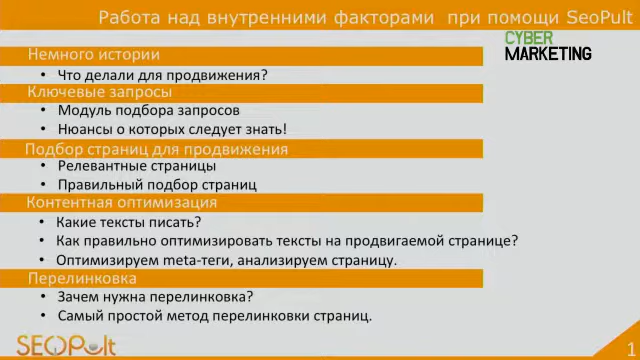 Работа над внутренними факторами при помощи SeoPult
CYBER
MARKETING
Немного истории
• Что делали для продвижения?
Ключевые запросы
• Модуль подбора запросов
• Нюансы о которых следует знать!
Подбор страниц для продвижения
• Релевантные страницы
• Правильный подбор страниц
Контентная оптимизация
• Какие тексты писать?
• Как правильно оптимизировать тексты на продвигаемой странице?
• Оптимизируем meta-теги, анализируем страницу.
Перелинковка
• Зачем нужна перелинковка?
• Самый простой метод перелинковки страниц.
SEOPult
1